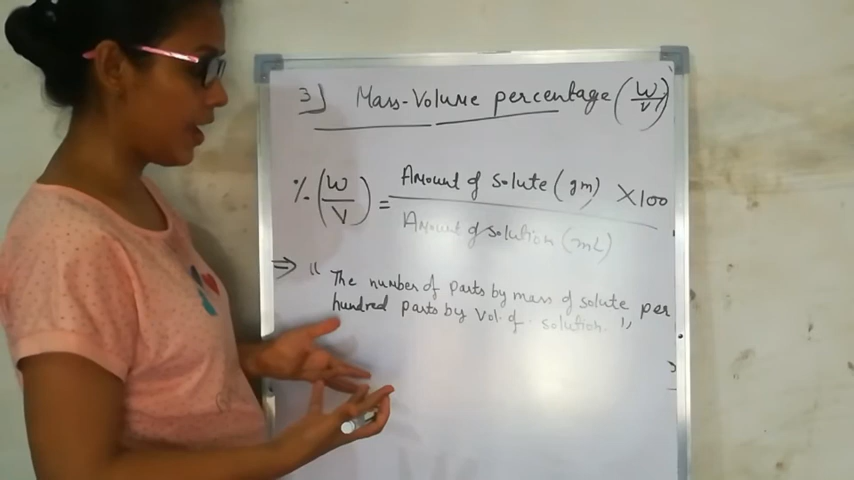 3) Mass-Volume percentage (W/V)
% (W/V) = Amount of solute (gm) X100
Amount of solution (mL)
⇒ " The number of parts by mass of solute per
hundred parts by Vol. of solution. "